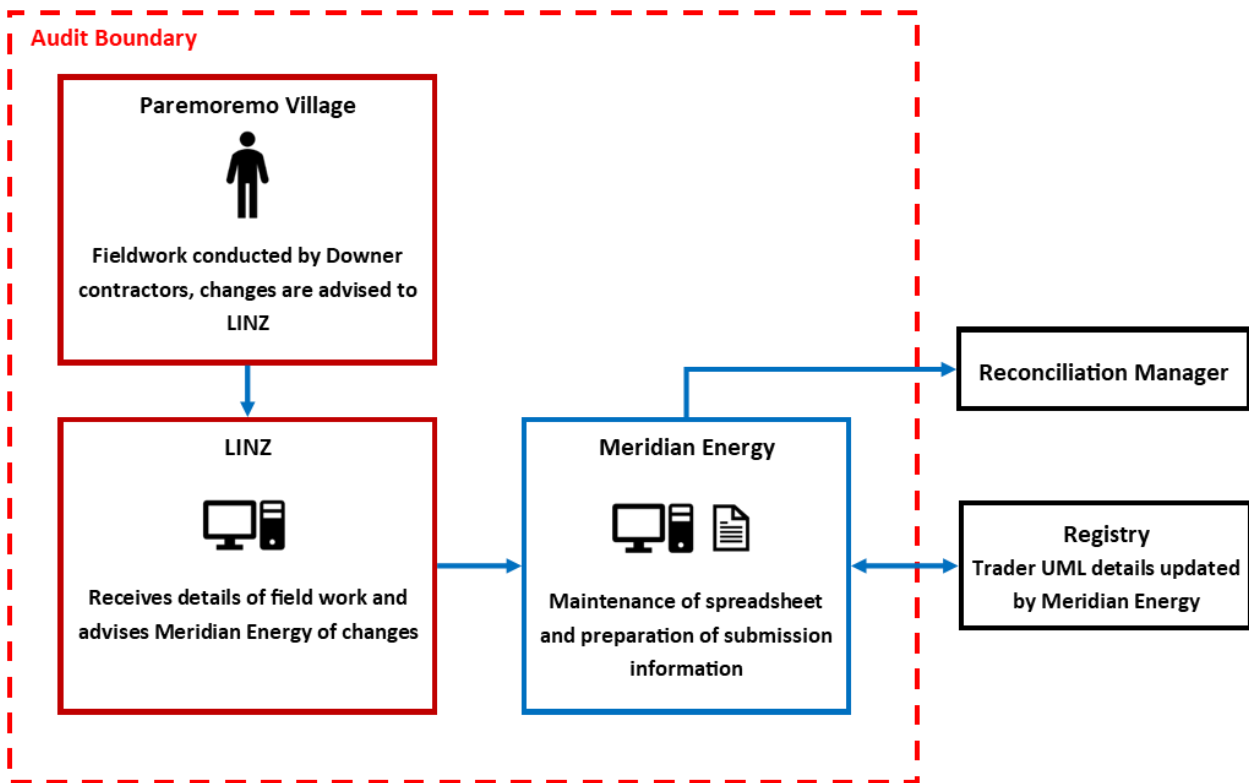 Audit Boundary
Paremoremo Village
Fieldwork conducted by Downer
contractors, changes are advised to
LINZ
LINZ
Receives details of field work and
advises Meridian Energy of changes
Meridian Energy
Maintenance of spreadsheet
and preparation of submission
information
Reconciliation Manager
Registry
Trader UML details updated
by Meridian Energy